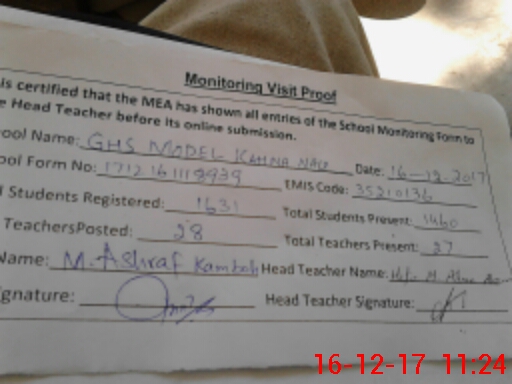 Monitoring Visit Proof
is certified that the MEA has shown all entries of the School Monitoring Form to
e Head Teacher before its online submission.
ool Name: GHS MODEL KAHNA NAU Date: 16-12-2017
ool Form No: EMIS Code: 35210136
l Students Registered: 1631 Total Students Present: 1460
TeachersPosted: 28 Total Teachers Present: 27
Name: M. Ashraf Kamboh Head Teacher Name:
ignature: Head Teacher Signature:
16-12-17 11:24